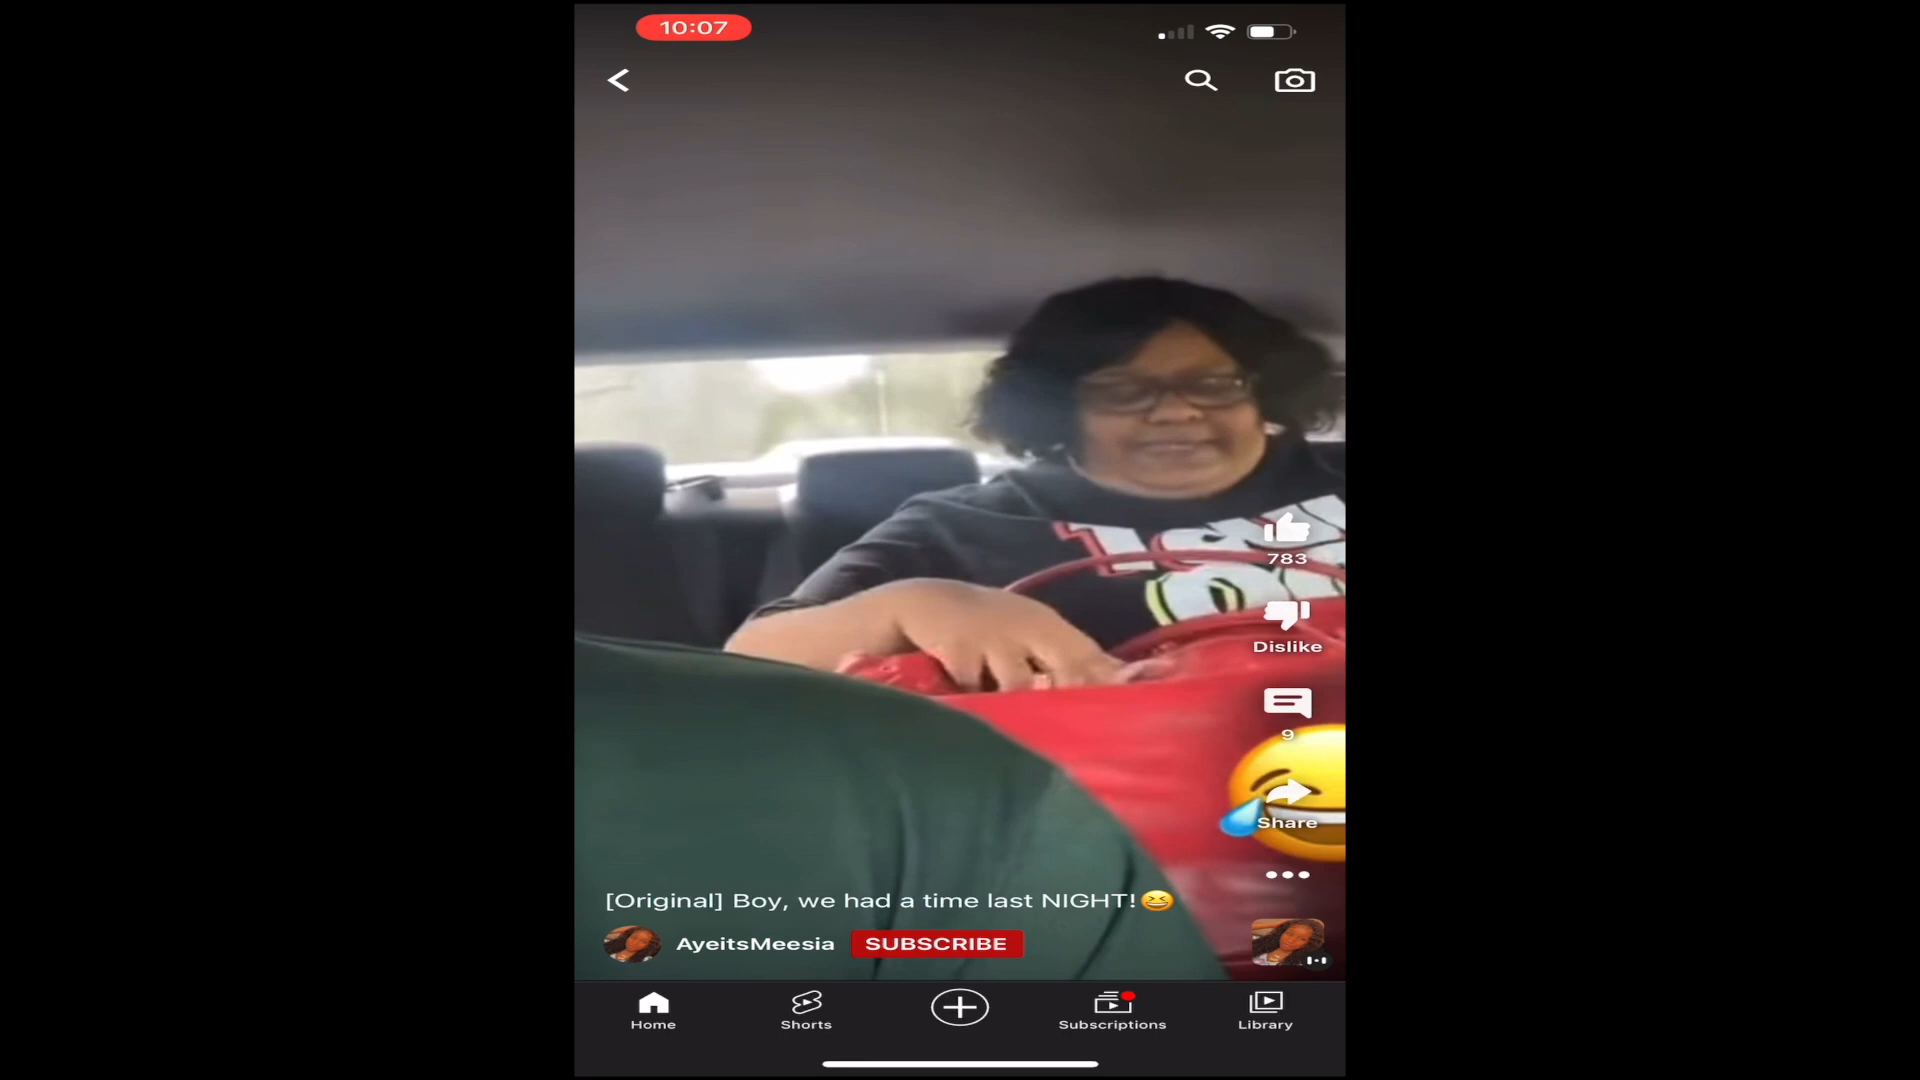 10:07
783
Dislike
9
Share
[Original] Boy, we had a time last NIGHT!😆
AyeitsMeesia
SUBSCRIBE
Home
Shorts
Subscriptions
Library